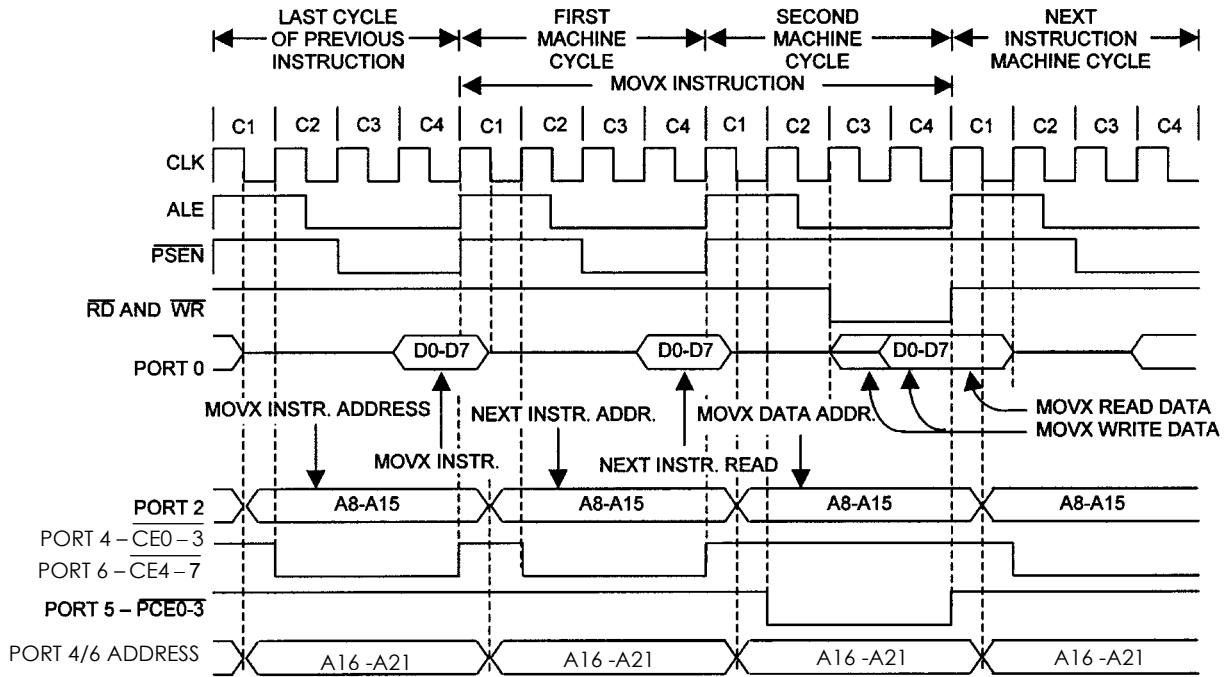 LAST CYCLE
OF PREVIOUS
INSTRUCTION
FIRST
MACHINE
CYCLE
SECOND
MACHINE
CYCLE
NEXT
INSTRUCTION
MACHINE CYCLE
MOVX INSTRUCTION
C1 C2 C3 C4 C1 C2 C3 C4 C1 C2 C3 C4 C1 C2 C3 C4
CLK
ALE
PSEN
RD AND WR
PORT 0
D0-D7 D0-D7 D0-D7
MOVX INSTR. ADDRESS
NEXT INSTR. ADDR.
MOVX DATA ADDR.
MOVX READ DATA
MOVX WRITE DATA
MOVX INSTR.
NEXT INSTR. READ
PORT 2
A8-A15 A8-A15 A8-A15 A8-A15
PORT 4 – CE0 – 3
PORT 6 – CE4 – 7
PORT 5 – PCE0-3
PORT 4/6 ADDRESS
A16 -A21 A16 -A21 A16 -A21 A16 -A21